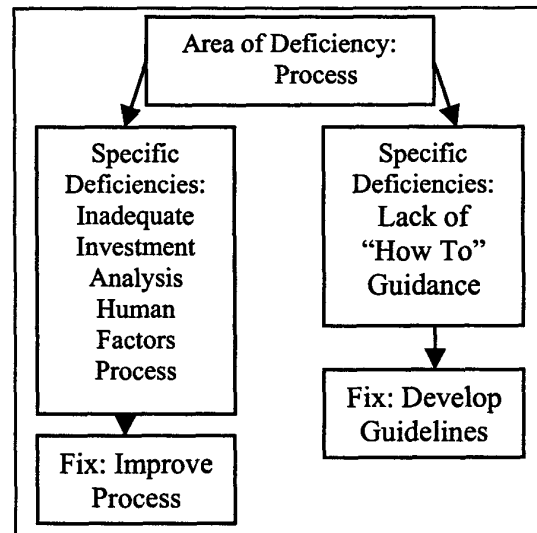 Area of Deficiency:
Process
Specific
Deficiencies:
Inadequate
Investment
Analysis
Human
Factors
Process
Fix: Improve
Process
Specific
Deficiencies:
Lack of
“How To”
Guidance
Fix: Develop
Guidelines